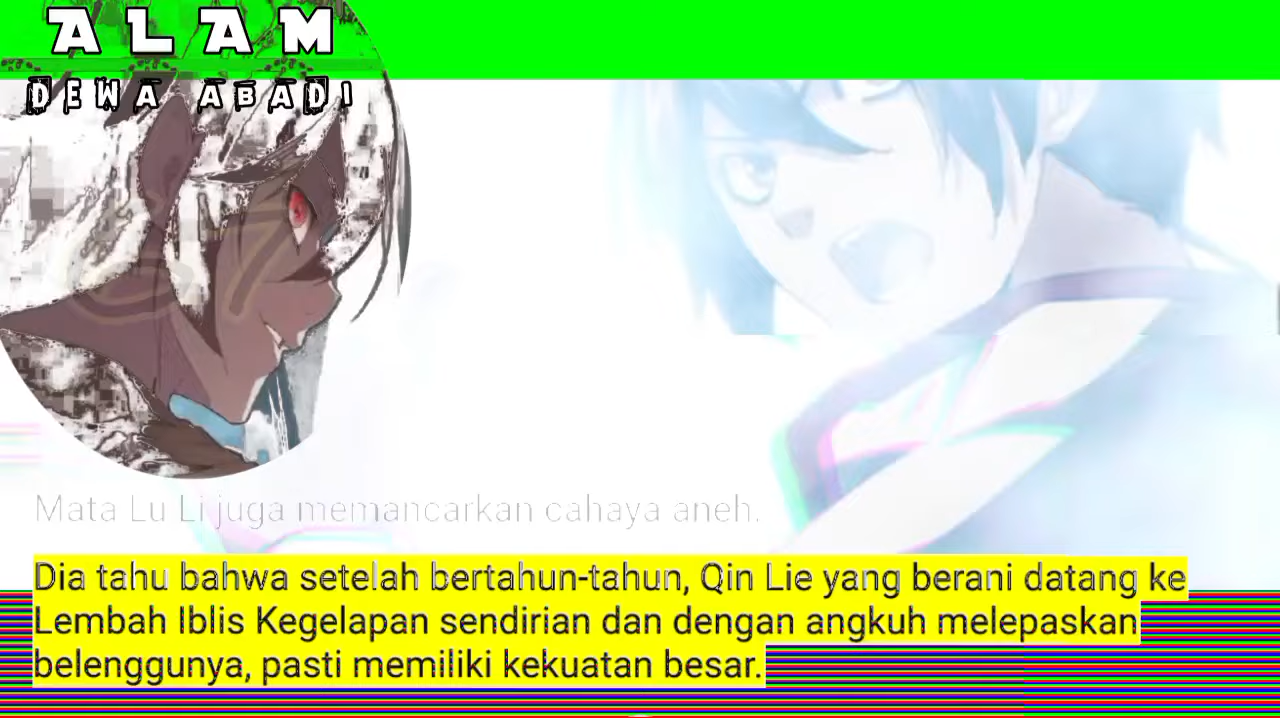 ALAM
DEWA ABADI
Mata Lu Li juga memancarkan cahaya aneh.
Dia tahu bahwa setelah bertahun-tahun, Qin Lie yang berani datang ke
Lembah Iblis Kegelapan sendirian dan dengan angkuh melepaskan
belenggunya, pasti memiliki kekuatan besar.